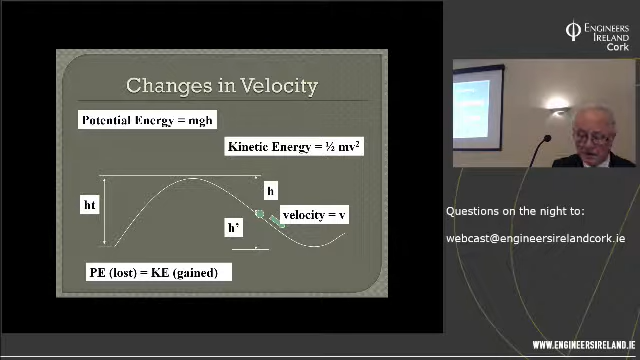 Changes in Velocity
Potential Energy = mgh
Kinetic Energy = ½ mv²
ht
h
h'
velocity = v
PE (lost) = KE (gained)
ENGINEERS
IRELAND
Cork
Questions on the night to:
webcast@engineersirelandcork.ie
WWW.ENGINEERSIRELAND.IE